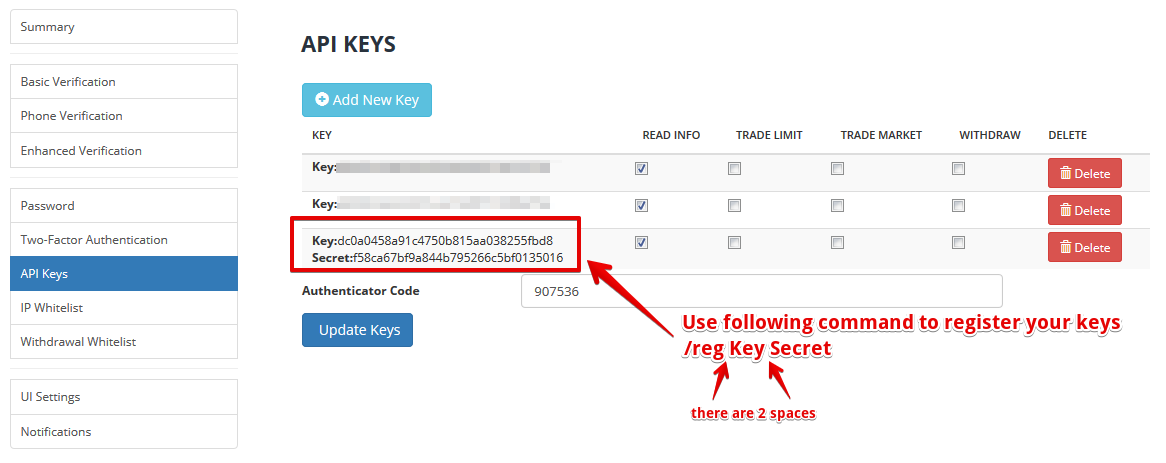 Summary
Basic Verification
Phone Verification
Enhanced Verification
Password
Two-Factor Authentication
API Keys
IP Whitelist
Withdrawal Whitelist
UI Settings
Notifications
API KEYS
Add New Key
KEY READ INFO TRADE LIMIT TRADE MARKET WITHDRAW DELETE
Key: Delete
Key: Delete
Key:dc0a0458a91c4750b815aa038255fbd8 Delete
Secret:f58ca67bf9a844b795266c5bf0135016
Authenticator Code 907536
Update Keys
Use following command to register your keys
/reg Key Secret
there are 2 spaces